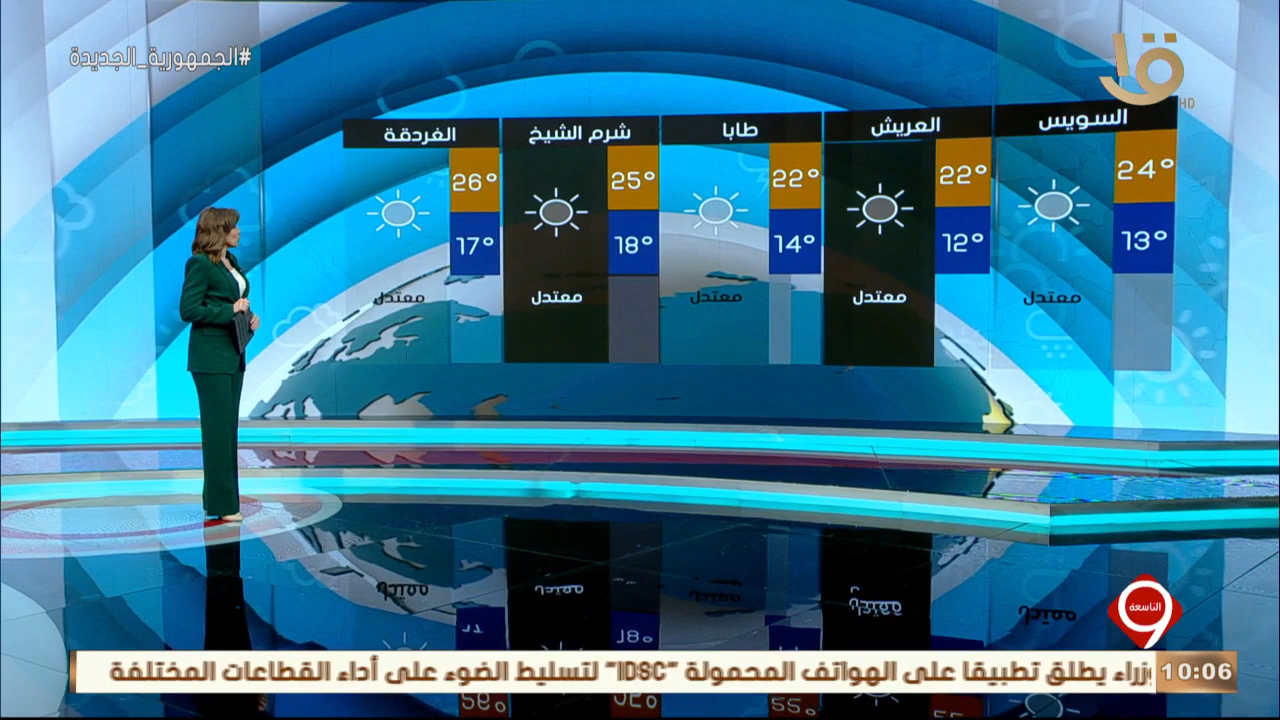 #الجمهورية_الجديدة
قا
HD
السويس
24°
13°
معتدل
العريش
22°
12°
معتدل
طابا
22°
14°
معتدل
شرم الشيخ
25°
18°
معتدل
الغردقة
26°
17°
معتدل
التاسعة
9
10:06
يطلق تطبيقا على الهواتف المحمولة "IDSC" لتسليط الضوء على أداء القطاعات المختلفة